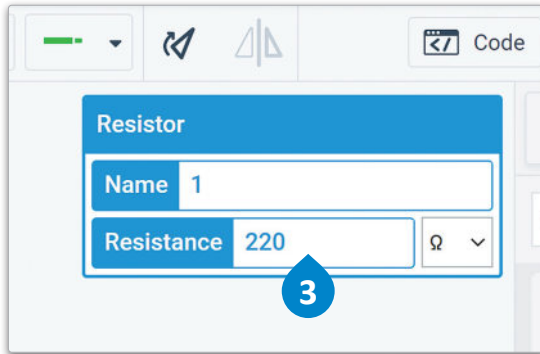 </> Code
Resistor
Name 1
Resistance 220 Ω
3